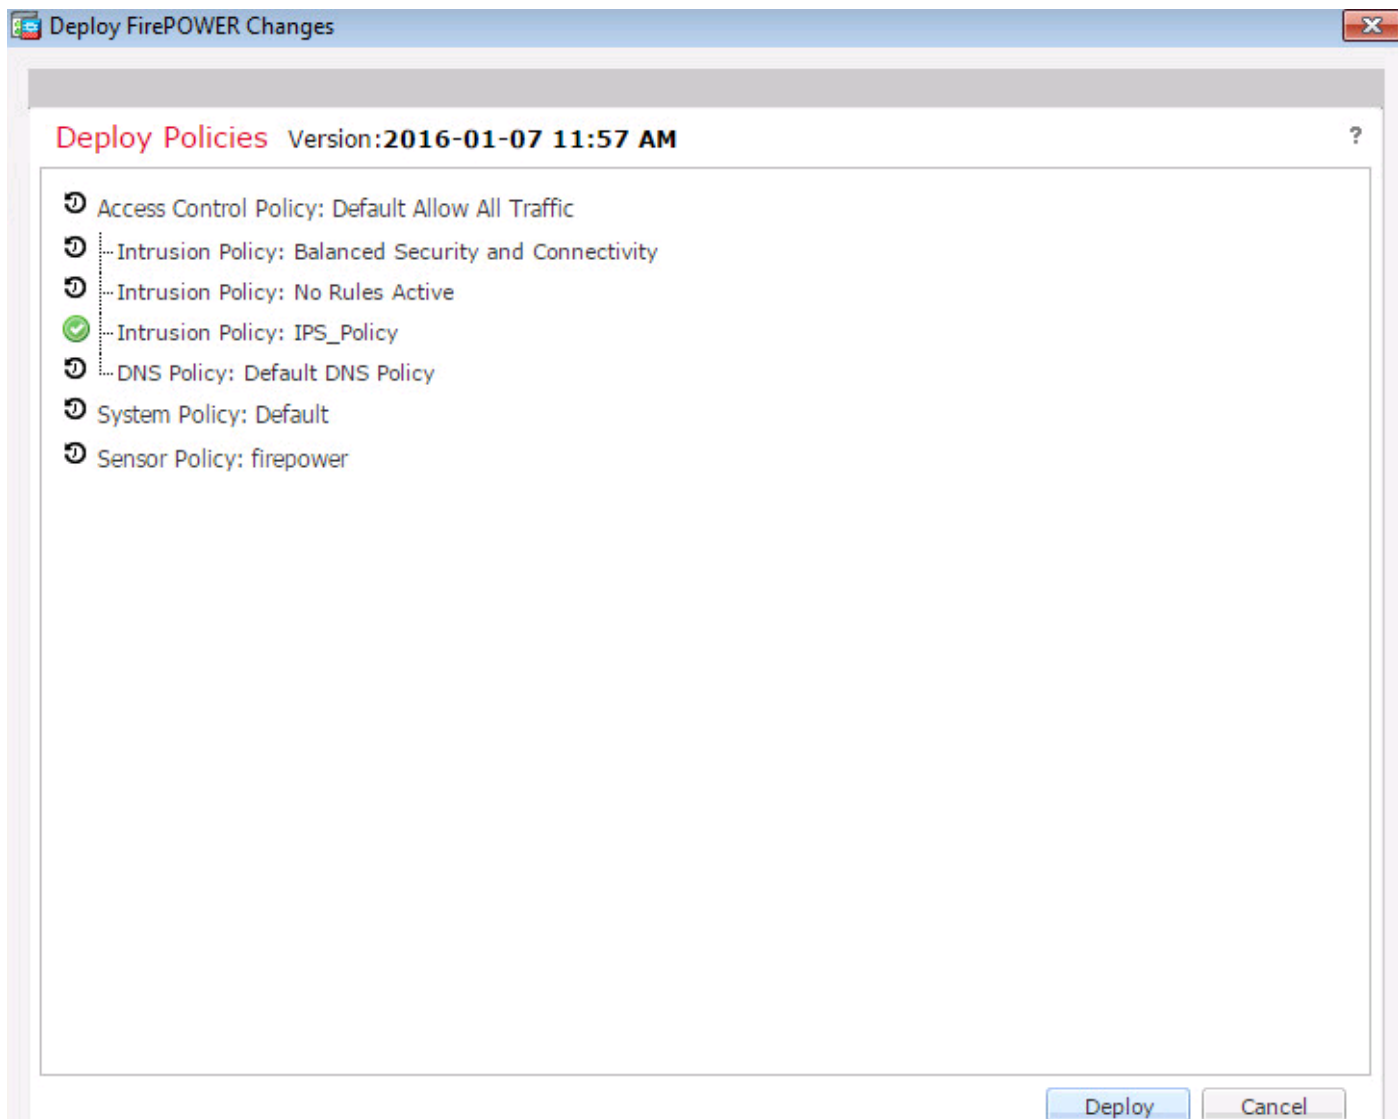 Deploy FirePOWER Changes
Deploy Policies Version:2016-01-07 11:57 AM ?
Access Control Policy: Default Allow All Traffic
Intrusion Policy: Balanced Security and Connectivity
Intrusion Policy: No Rules Active
Intrusion Policy: IPS_Policy
DNS Policy: Default DNS Policy
System Policy: Default
Sensor Policy: firepower
Deploy Cancel